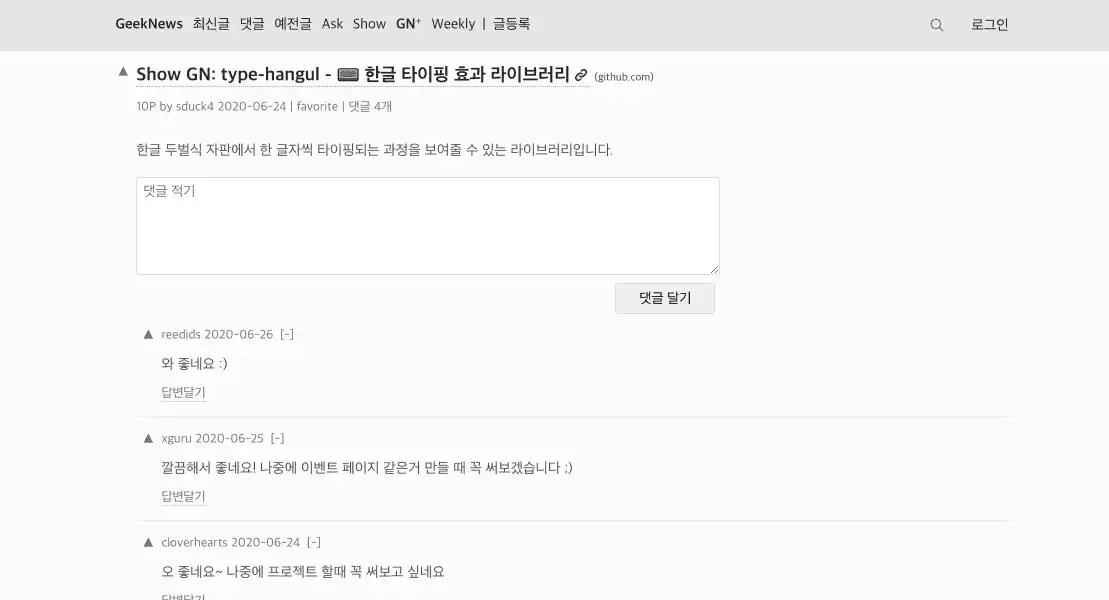 GeekNews 최신글 댓글 예전글 Ask Show GN⁺ Weekly | 글등록 로그인
▲ Show GN: type-hangul - ⌨ 한글 타이핑 효과 라이브러리 (github.com)
10P by sduck4 2020-06-24 | favorite | 댓글 4개
한글 두벌식 자판에서 한 글자씩 타이핑되는 과정을 보여줄 수 있는 라이브러리입니다.
댓글 적기
댓글 달기
▲ reedids 2020-06-26 [-]
와 좋네요 :)
답변달기
▲ xguru 2020-06-25 [-]
깔끔해서 좋네요! 나중에 이벤트 페이지 같은거 만들 때 꼭 써보겠습니다 ;)
답변달기
▲ cloverhearts 2020-06-24 [-]
오 좋네요~ 나중에 프로젝트 할때 꼭 써보고 싶네요
답변달기